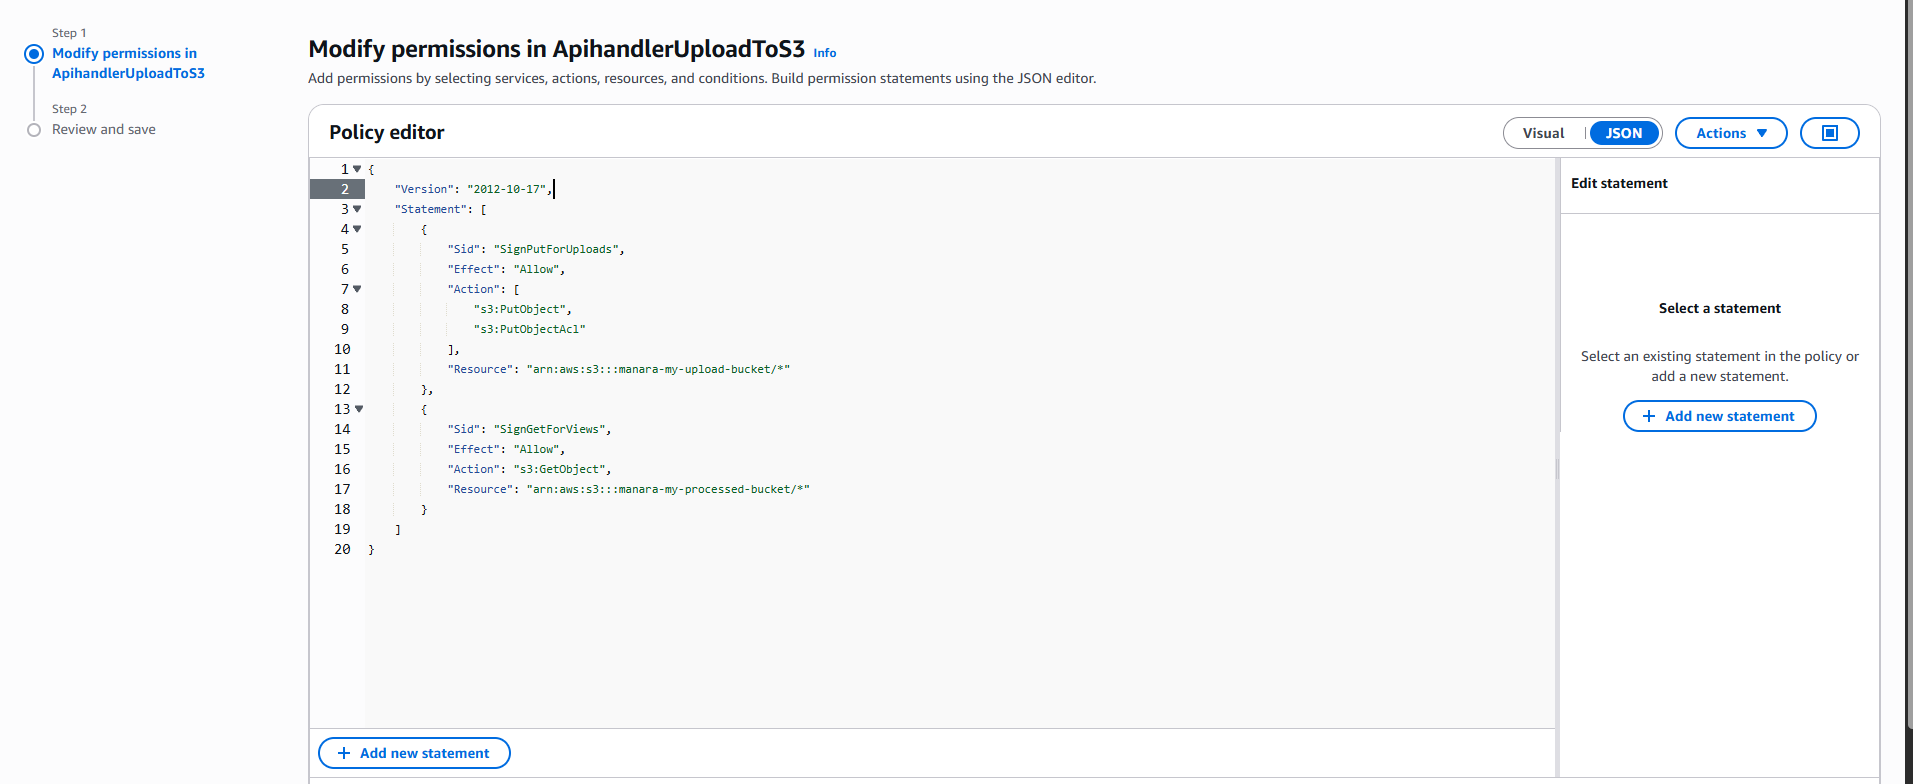 Step 1
Modify permissions in
ApihandlerUploadToS3
Step 2
Review and save
Modify permissions in ApihandlerUploadToS3 Info
Add permissions by selecting services, actions, resources, and conditions. Build permission statements using the JSON editor.
Policy editor
Visual
JSON
Actions
1 {
2 "Version": "2012-10-17",
3 "Statement": [
4 {
5 "Sid": "SignPutForUploads",
6 "Effect": "Allow",
7 "Action": [
8 "s3:PutObject",
9 "s3:PutObjectAcl"
10 ],
11 "Resource": "arn:aws:s3:::manara-my-upload-bucket/*"
12 },
13 {
14 "Sid": "SignGetForViews",
15 "Effect": "Allow",
16 "Action": "s3:GetObject",
17 "Resource": "arn:aws:s3:::manara-my-processed-bucket/*"
18 }
19 ]
20 }
+ Add new statement
Edit statement
Select a statement
Select an existing statement in the policy or
add a new statement.
+ Add new statement